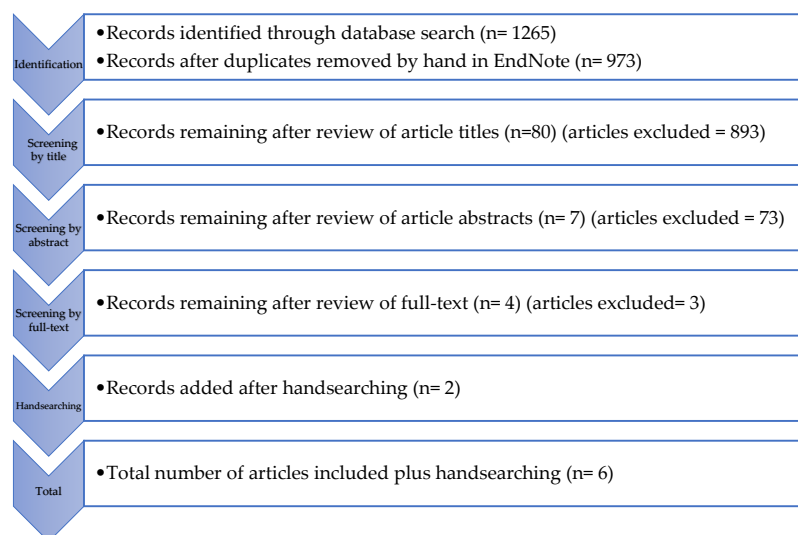 Identification
•Records identified through database search (n= 1265)
•Records after duplicates removed by hand in EndNote (n= 973)
Screening
by title
•Records remaining after review of article titles (n=80) (articles excluded = 893)
Screening by
abstract
•Records remaining after review of article abstracts (n= 7) (articles excluded = 73)
Screening by
full-text
•Records remaining after review of full-text (n= 4) (articles excluded= 3)
Handsearching
•Records added after handsearching (n= 2)
Total
•Total number of articles included plus handsearching (n= 6)